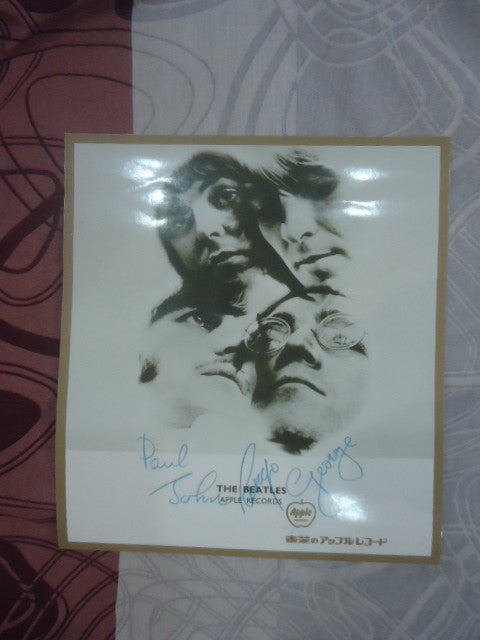 Paul
John Ringo George
THE BEATLES
APPLE RECORDS
Apple
東芝のアップルレコード